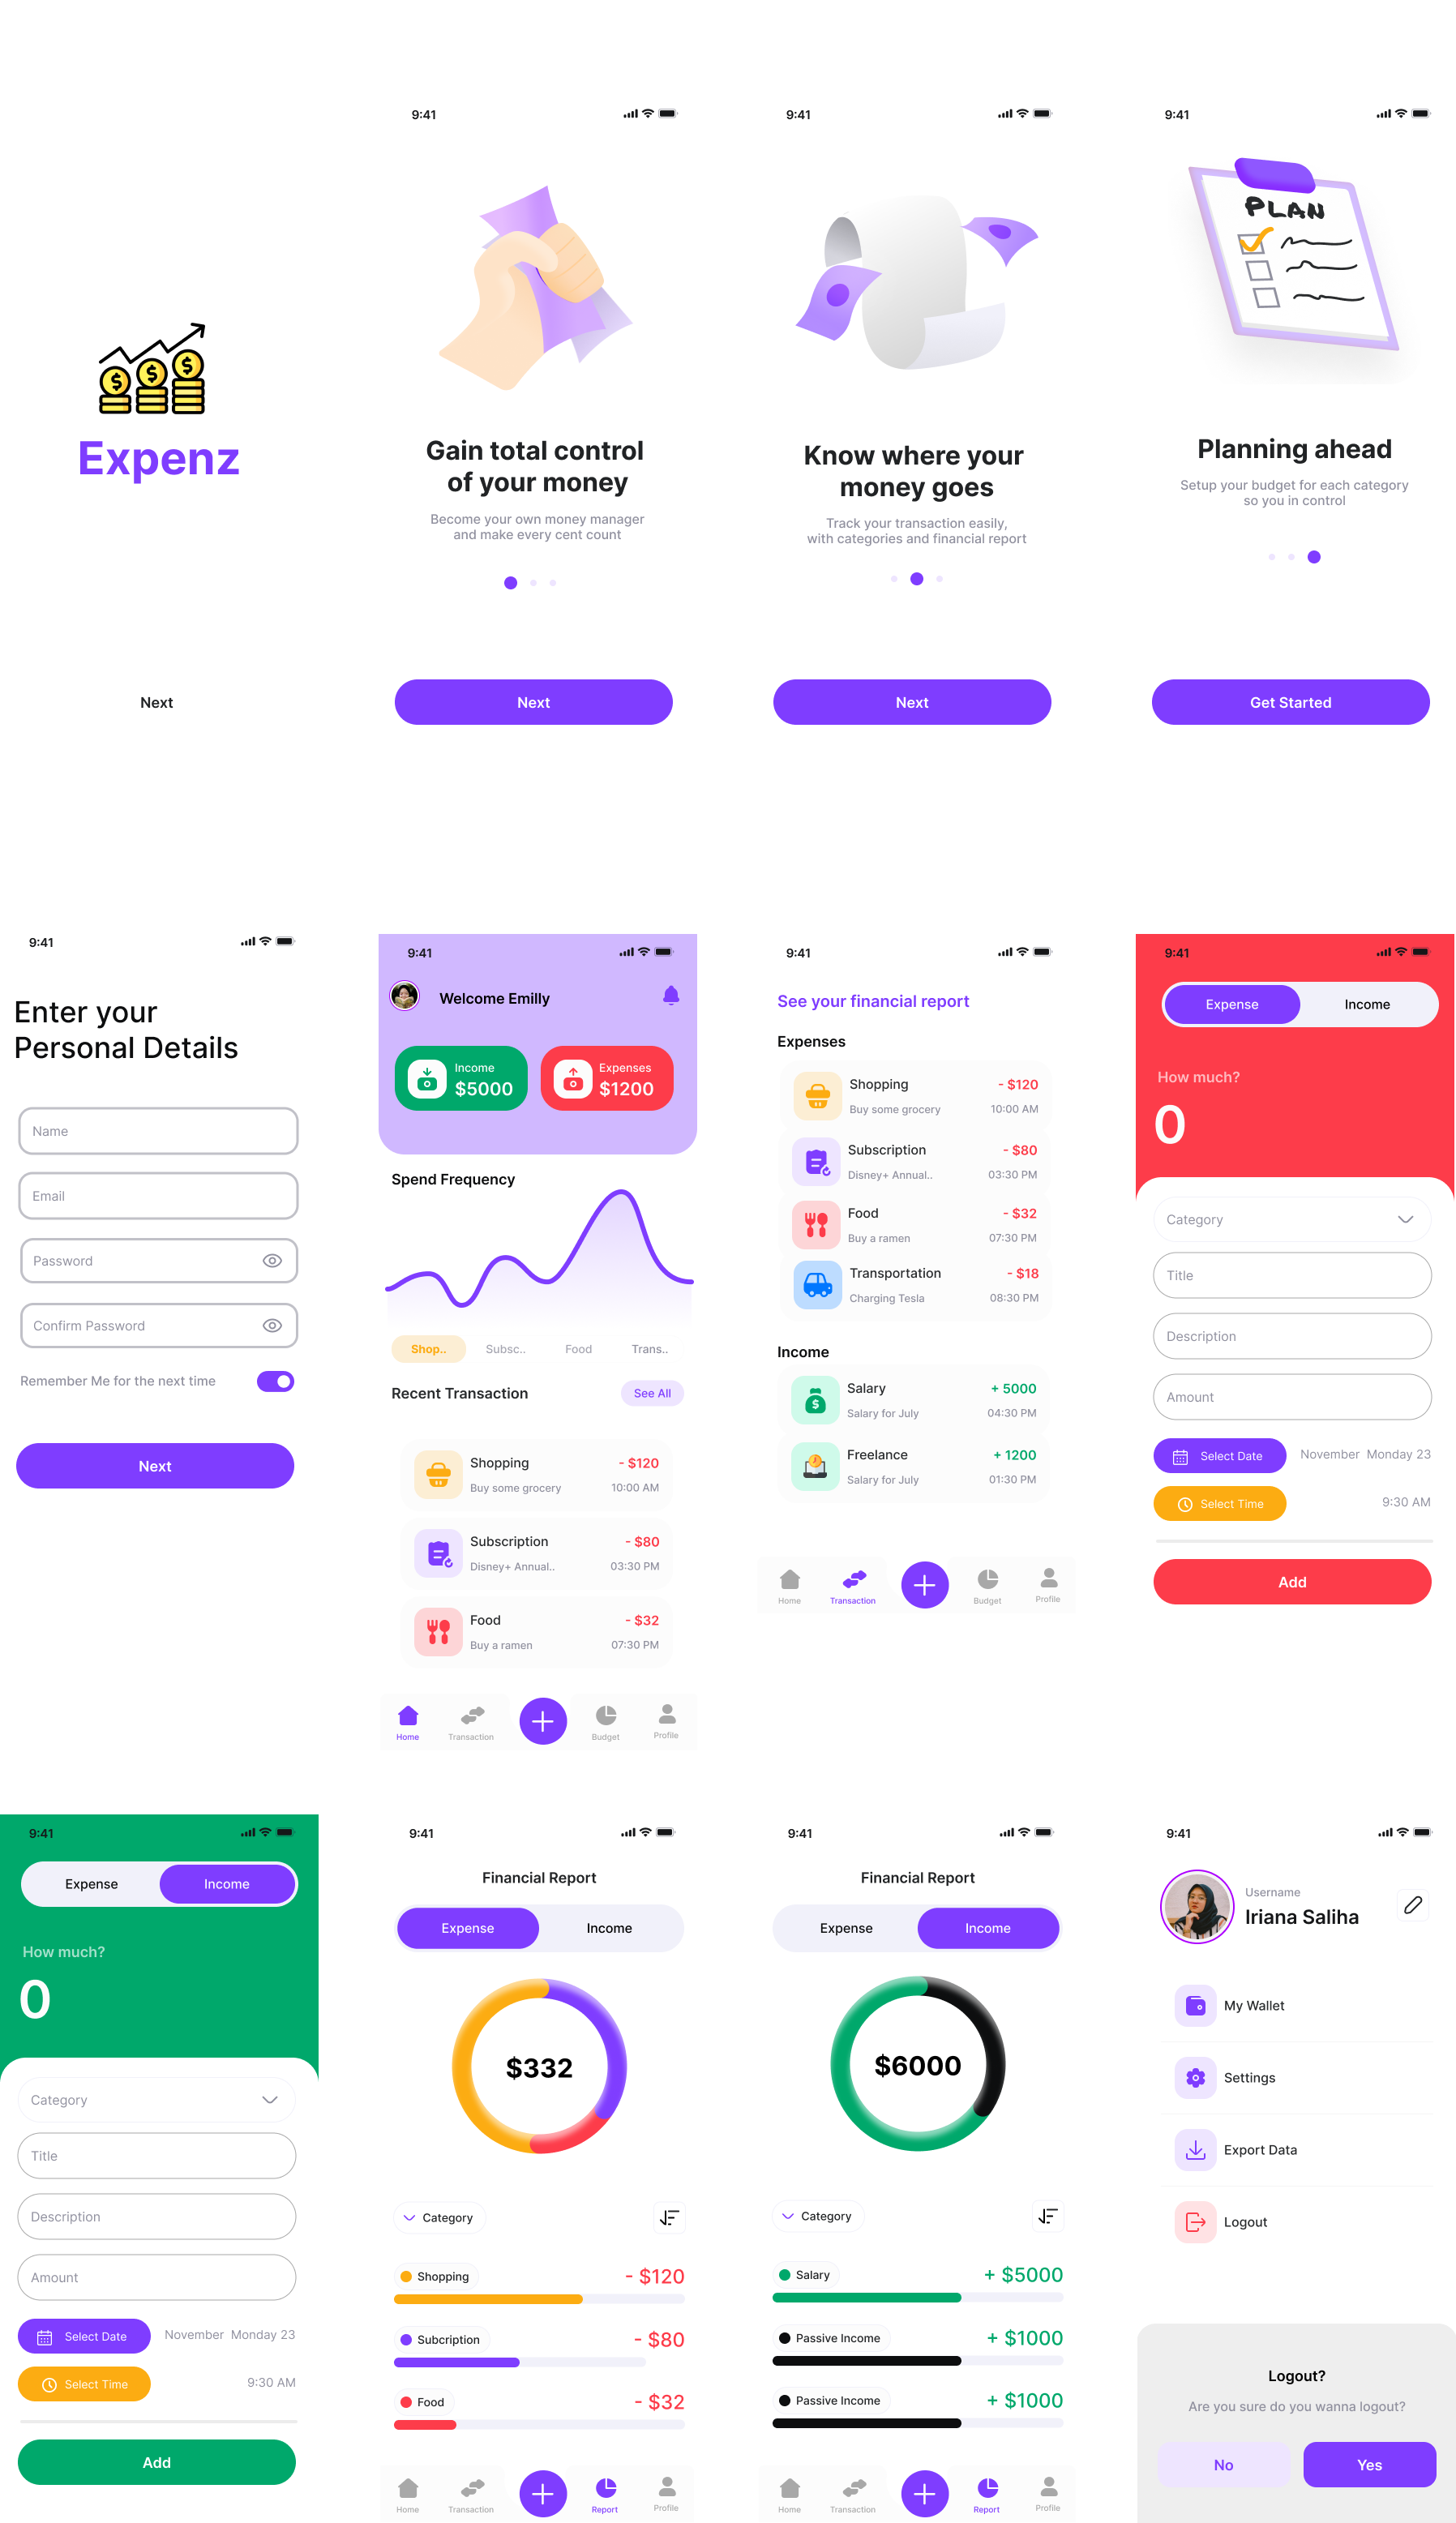 Expenz
Next
9:41
Gain total control
of your money
Become your own money manager
and make every cent count
Next
9:41
Know where your
money goes
Track your transaction easily,
with categories and financial report
Next
9:41
PLAN
Planning ahead
Setup your budget for each category
so you in control
Get Started
9:41
Enter your
Personal Details
Name
Email
Password
Confirm Password
Remember Me for the next time
Next
9:41
Welcome Emilly
Income
$5000
Expenses
$1200
Spend Frequency
Shop.. Subsc.. Food Trans..
Recent Transaction See All
Shopping - $120
Buy some grocery 10:00 AM
Subscription - $80
Disney+ Annual.. 03:30 PM
Food - $32
Buy a ramen 07:30 PM
Home Transaction Budget Profile
9:41
See your financial report
Expenses
Shopping - $120
Buy some grocery 10:00 AM
Subscription - $80
Disney+ Annual.. 03:30 PM
Food - $32
Buy a ramen 07:30 PM
Transportation - $18
Charging Tesla 08:30 PM
Income
Salary + 5000
Salary for July 04:30 PM
Freelance + 1200
Salary for July 01:30 PM
Home Transaction Budget Profile
9:41
Expense Income
How much?
0
Category
Title
Description
Amount
Select Date November Monday 23
Select Time 9:30 AM
Add
9:41
Expense Income
How much?
0
Category
Title
Description
Amount
Select Date November Monday 23
Select Time 9:30 AM
Add
9:41
Financial Report
Expense Income
$332
Category
Shopping - $120
Subcription - $80
Food - $32
Home Transaction Report Profile
9:41
Financial Report
Expense Income
$6000
Category
Salary + $5000
Passive Income + $1000
Passive Income + $1000
Home Transaction Report Profile
9:41
Username
Iriana Saliha
My Wallet
Settings
Export Data
Logout
Logout?
Are you sure do you wanna logout?
No Yes